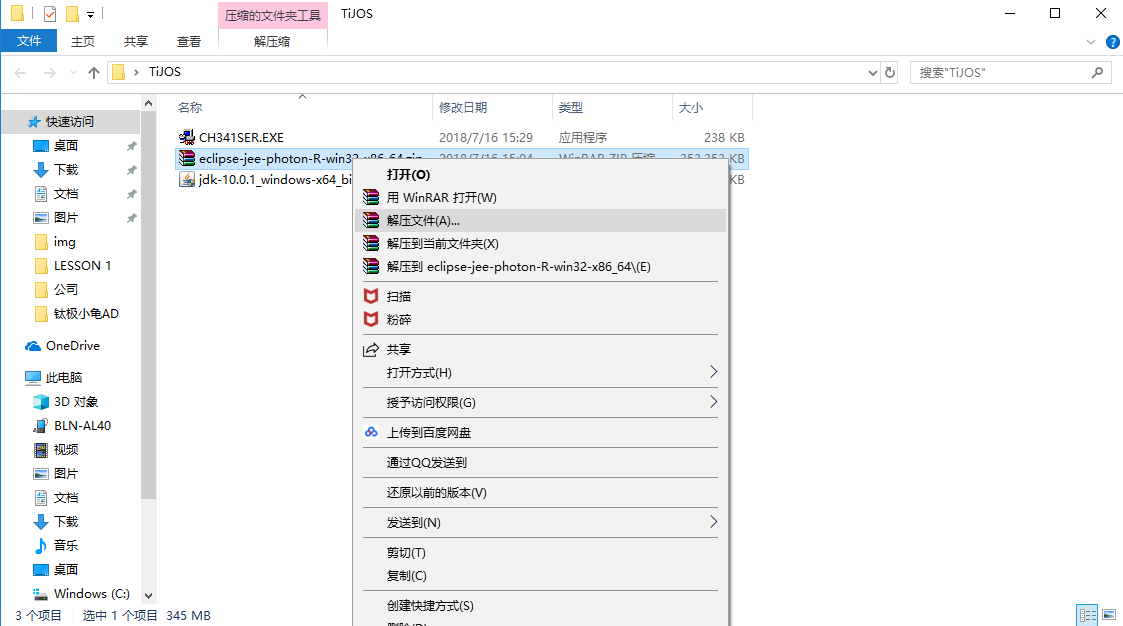 压缩的文件夹工具 TiJOS
文件 主页 共享 查看 解压缩
TiJOS 搜索"TiJOS"
名称 修改日期 类型 大小
CH341SER.EXE 2018/7/16 15:29 应用程序 238 KB
eclipse-jee-photon-R-win32-x86_64.zip 2018/7/16 15:04 WinRAR ZIP 压缩 KB
jdk-10.0.1_windows-x64_bi KB
快速访问
桌面
下载
文档
图片
img
LESSON 1
公司
钛极小龟AD
OneDrive
此电脑
3D 对象
BLN-AL40
视频
图片
文档
下载
音乐
桌面
Windows (C:)
打开(O)
用 WinRAR 打开(W)
解压文件(A)...
解压到当前文件夹(X)
解压到 eclipse-jee-photon-R-win32-x86_64\(E)
扫描
粉碎
共享
打开方式(H)
授予访问权限(G)
上传到百度网盘
通过QQ发送到
还原以前的版本(V)
发送到(N)
剪切(T)
复制(C)
创建快捷方式(S)
删除(D)
3 个项目 选中 1 个项目 345 MB